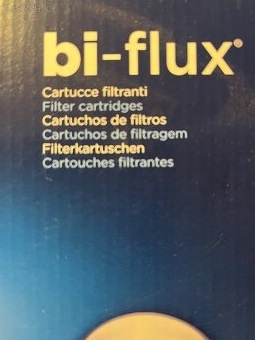 bi-flux®
Cartucce filtranti
Filter cartridges
Cartuchos de filtros
Cartuchos de filtragem
Filterkartuschen
Cartouches filtrantes